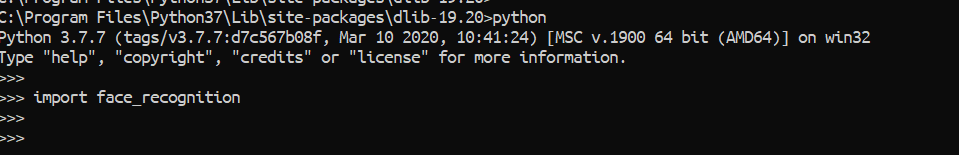 C:\Program Files\Python37\Lib\site-packages\dlib-19.20>python
Python 3.7.7 (tags/v3.7.7:d7c567b08f, Mar 10 2020, 10:41:24) [MSC v.1900 64 bit (AMD64)] on win32
Type "help", "copyright", "credits" or "license" for more information.
>>>
>>> import face_recognition
>>>
>>>